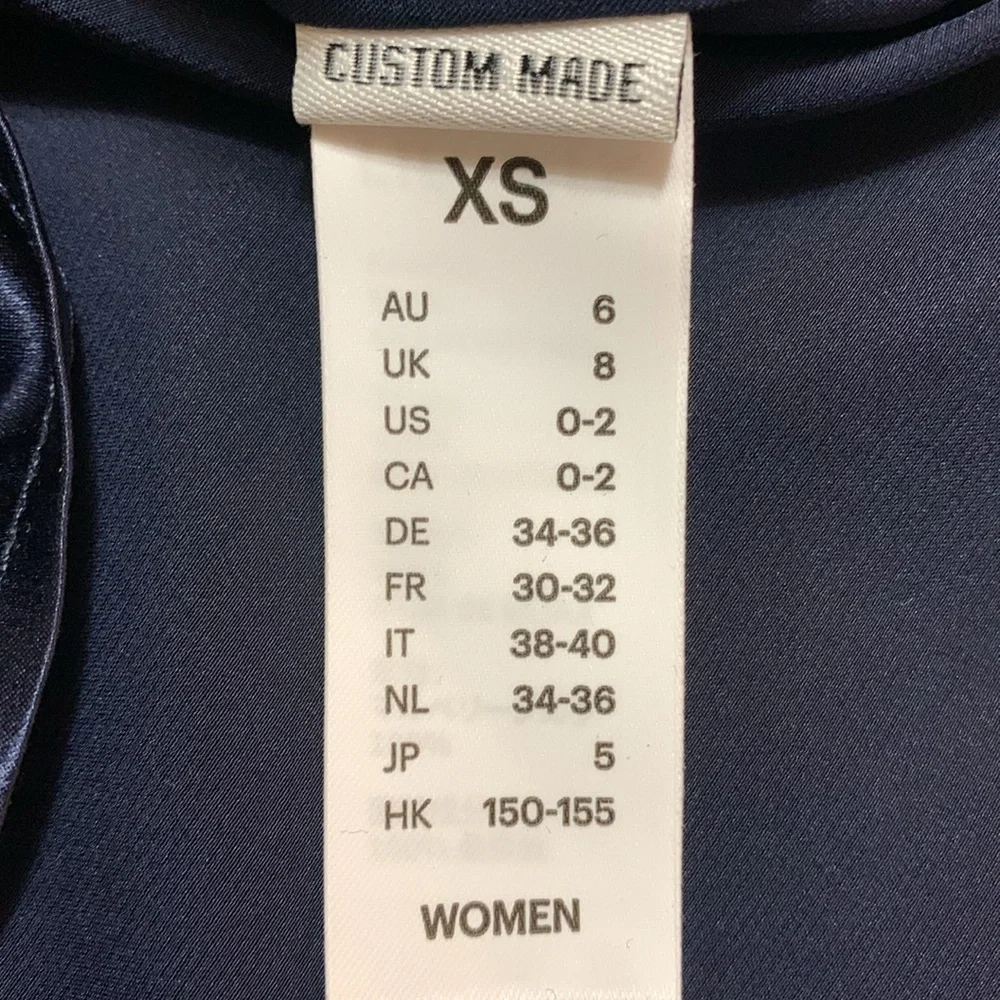 CUSTOM MADE
XS
AU 6
UK 8
US 0-2
CA 0-2
DE 34-36
FR 30-32
IT 38-40
NL 34-36
JP 5
HK 150-155
WOMEN